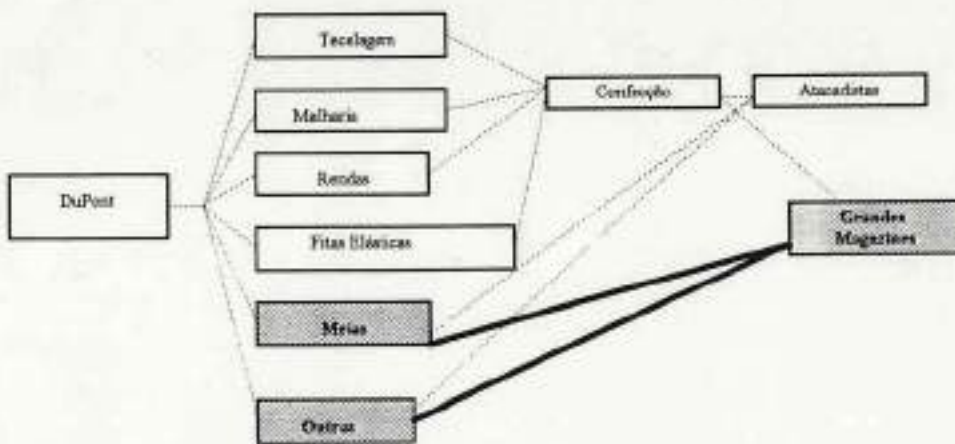 Tecelagem
Malharia
Rendas
DuPont
Fitas Elásticas
Meias
Outras
Confecção
Atacadistas
Grandes
Magazines